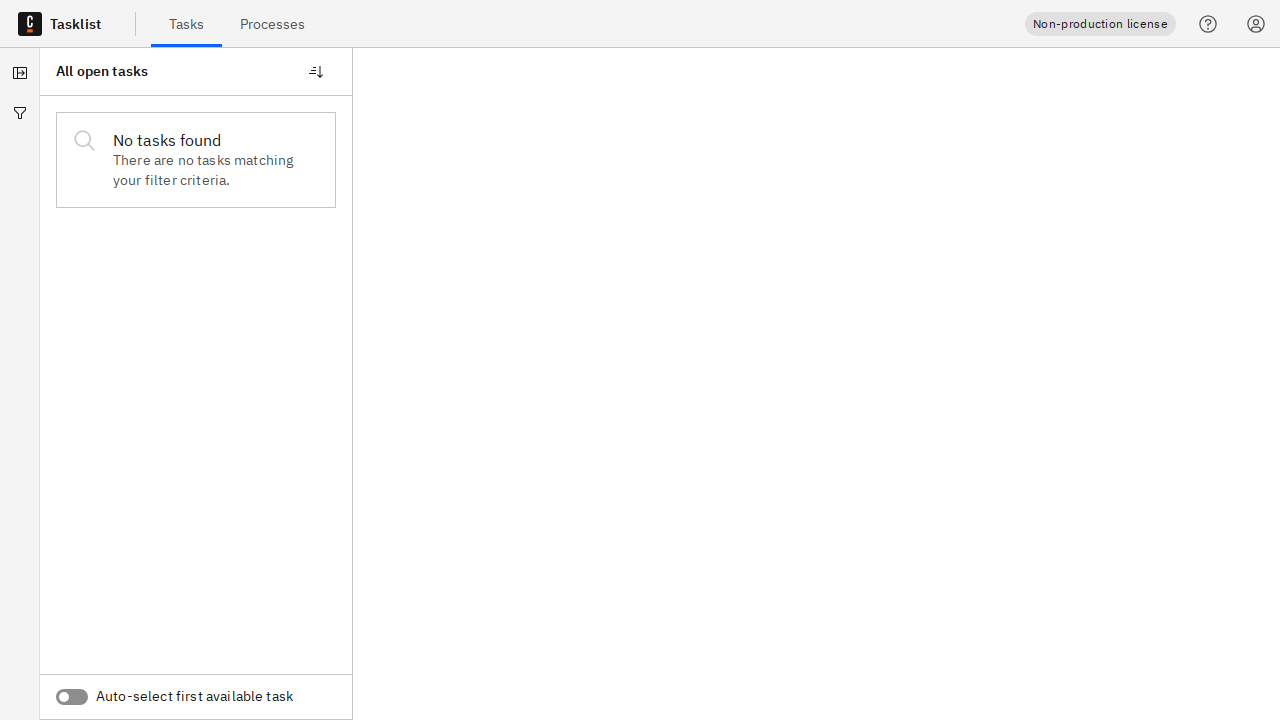 Tasklist
Tasks
Processes
Non-production license
All open tasks
No tasks found
There are no tasks matching
your filter criteria.
Auto-select first available task